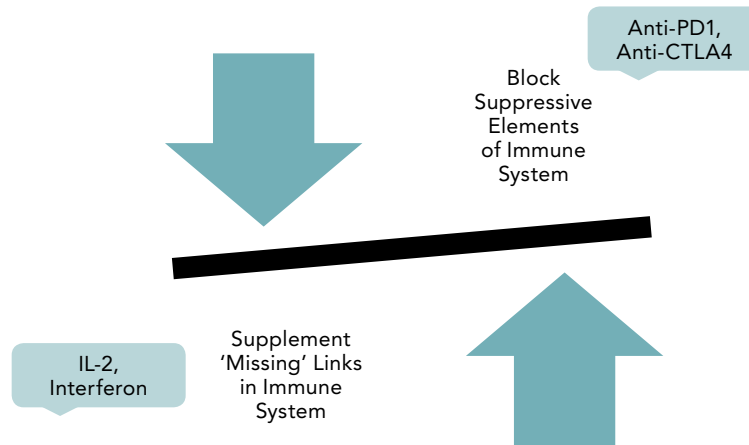 Anti-PD1,
Anti-CTLA4
Block
Suppressive
Elements
of Immune
System
Supplement
‘Missing’ Links
in Immune
System
IL-2,
Interferon